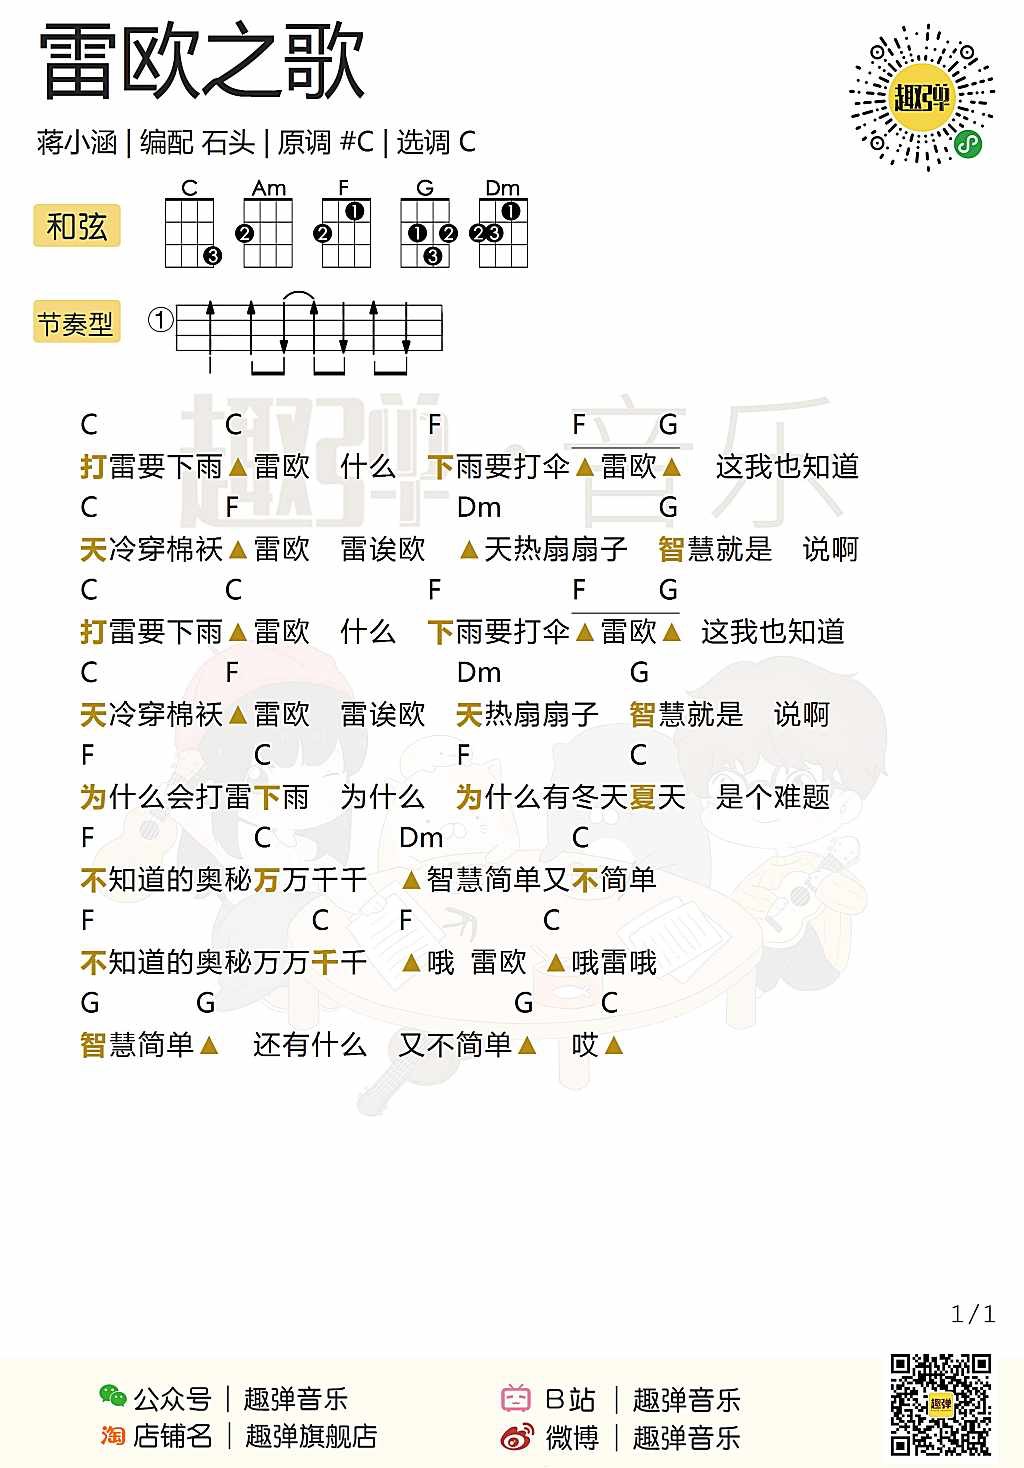 雷欧之歌
趣弹
蒋小涵 | 编配 石头 | 原调 #C | 选调 C
C Am F G Dm
和弦
3 2 2 1 1 2 3 2 3 1
节奏型 ①
趣弹·音乐
C C F F G
打雷要下雨▲雷欧 什么 下雨要打伞▲雷欧▲ 这我也知道
C F Dm G
天冷穿棉袄▲雷欧 雷诶欧 ▲天热扇扇子 智慧就是 说啊
C C F F G
打雷要下雨▲雷欧 什么 下雨要打伞▲雷欧▲ 这我也知道
C F Dm G
天冷穿棉袄▲雷欧 雷诶欧 天热扇扇子 智慧就是 说啊
F C F C
为什么会打雷下雨 为什么 为什么有冬天夏天 是个难题
F C Dm C
不知道的奥秘万万千千 ▲智慧简单又不简单
F C F C
不知道的奥秘万万千千 ▲哦 雷欧 ▲哦雷哦
G G G C
智慧简单▲ 还有什么 又不简单▲ 哎▲
1/1
公众号 | 趣弹音乐
B站 | 趣弹音乐
淘 店铺名 | 趣弹旗舰店
微博 | 趣弹音乐
趣弹